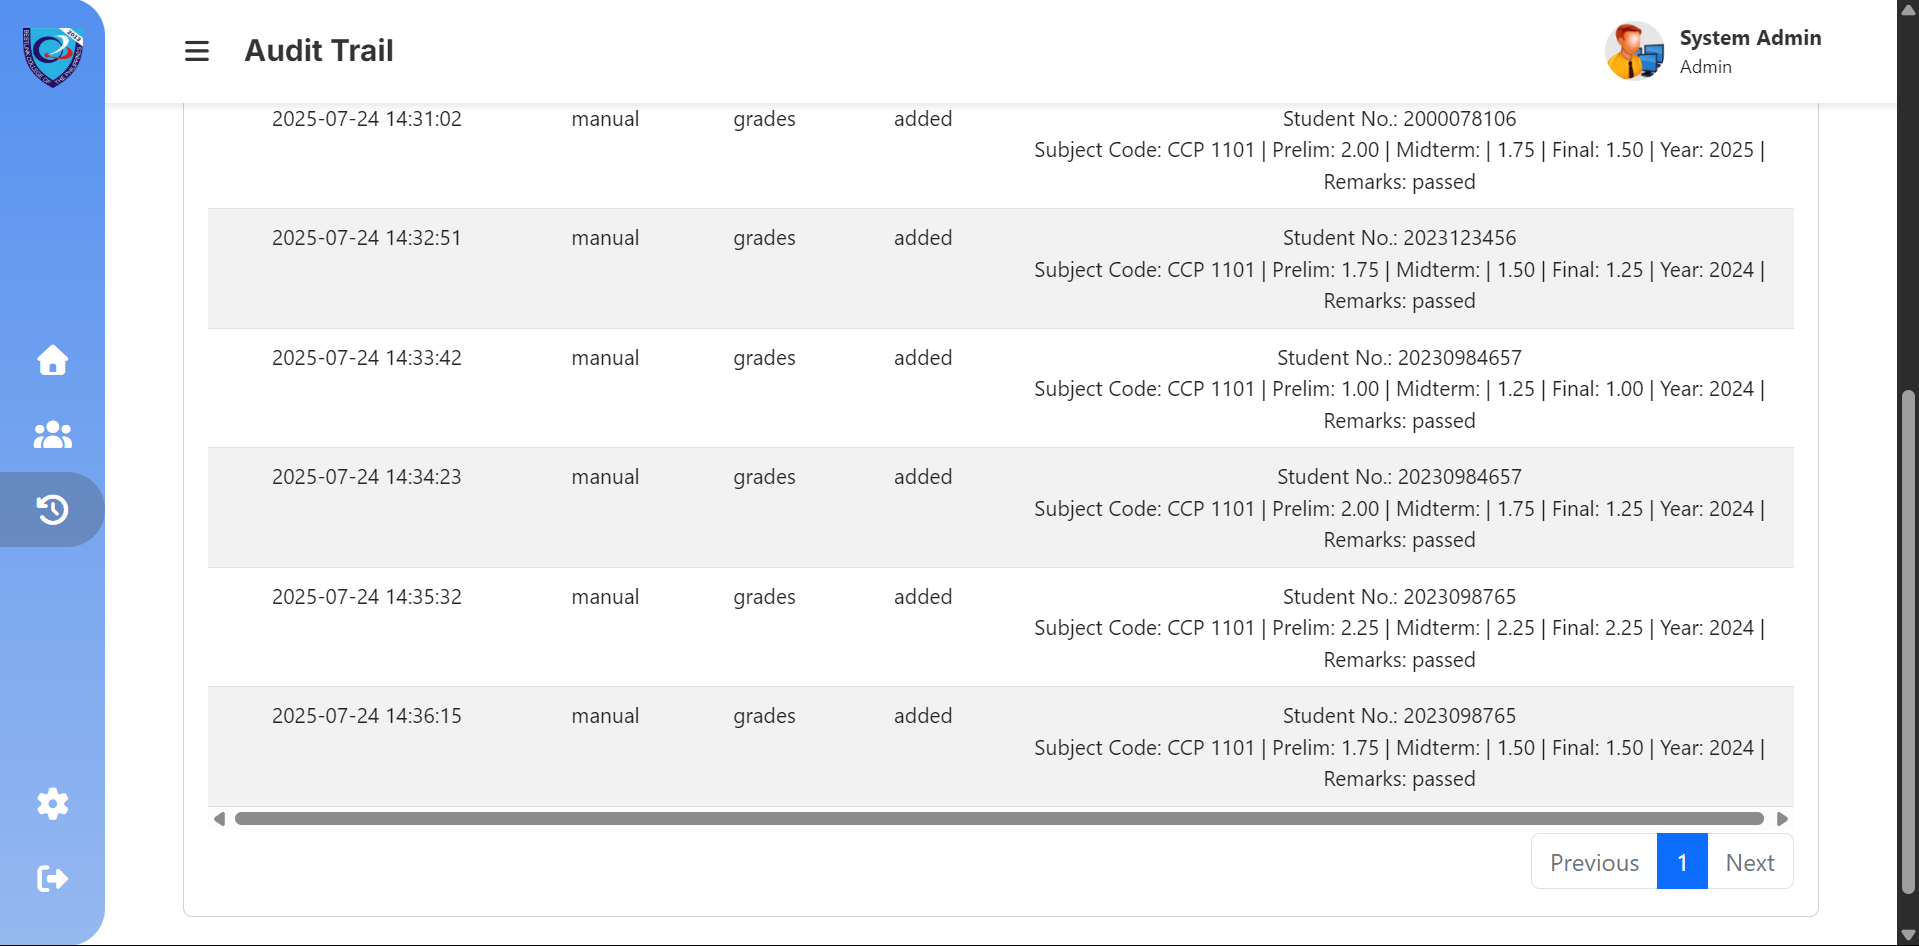 2013
BESTLINK COLLEGE OF THE PHILIPPINES
Audit Trail
System Admin
Admin
2025-07-24 14:31:02 manual grades added Student No.: 2000078106
Subject Code: CCP 1101 | Prelim: 2.00 | Midterm: | 1.75 | Final: 1.50 | Year: 2025 |
Remarks: passed
2025-07-24 14:32:51 manual grades added Student No.: 2023123456
Subject Code: CCP 1101 | Prelim: 1.75 | Midterm: | 1.50 | Final: 1.25 | Year: 2024 |
Remarks: passed
2025-07-24 14:33:42 manual grades added Student No.: 20230984657
Subject Code: CCP 1101 | Prelim: 1.00 | Midterm: | 1.25 | Final: 1.00 | Year: 2024 |
Remarks: passed
2025-07-24 14:34:23 manual grades added Student No.: 20230984657
Subject Code: CCP 1101 | Prelim: 2.00 | Midterm: | 1.75 | Final: 1.25 | Year: 2024 |
Remarks: passed
2025-07-24 14:35:32 manual grades added Student No.: 2023098765
Subject Code: CCP 1101 | Prelim: 2.25 | Midterm: | 2.25 | Final: 2.25 | Year: 2024 |
Remarks: passed
2025-07-24 14:36:15 manual grades added Student No.: 2023098765
Subject Code: CCP 1101 | Prelim: 1.75 | Midterm: | 1.50 | Final: 1.50 | Year: 2024 |
Remarks: passed
Previous 1 Next